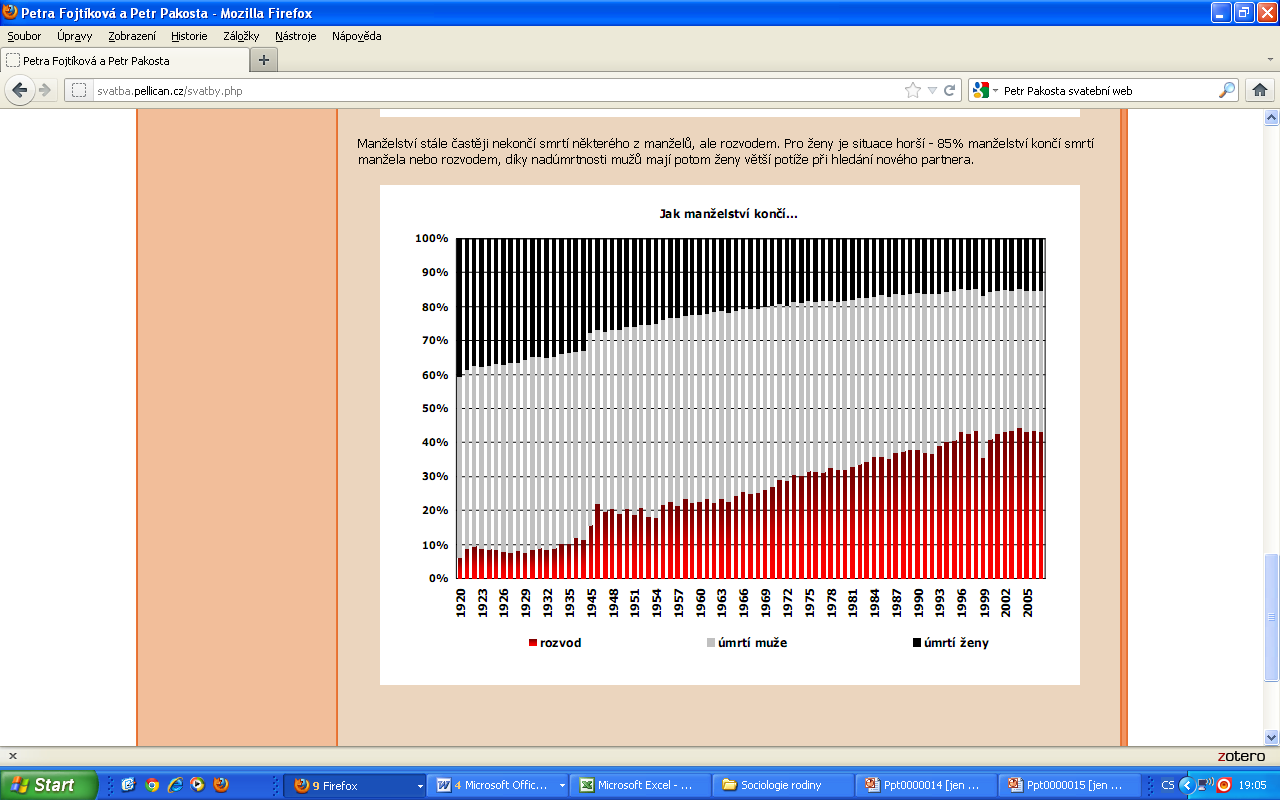 Petra Fojtíková a Petr Pakosta - Mozilla Firefox
Soubor Úpravy Zobrazení Historie Záložky Nástroje Nápověda
Petra Fojtíková a Petr Pakosta
svatba.pellican.cz/svatby.php
Petr Pakosta svatební web
Manželství stále častěji nekončí smrtí některého z manželů, ale rozvodem. Pro ženy je situace horší - 85% manželství končí smrtí
manžela nebo rozvodem, díky nadúmrtnosti mužů mají potom ženy větší potíže při hledání nového partnera.
Jak manželství končí...
100%
90%
80%
70%
60%
50%
40%
30%
20%
10%
0%
1920 1923 1926 1929 1932 1935 1945 1948 1951 1954 1957 1960 1963 1966 1969 1972 1975 1978 1981 1984 1987 1990 1993 1996 1999 2002 2005
rozvod úmrtí muže úmrtí ženy
zotero
Start 9 Firefox 4 Microsoft Offic... Microsoft Excel - ... Sociologie rodiny Ppt0000014 [jen ... Ppt0000015 [jen ... CS 19:05